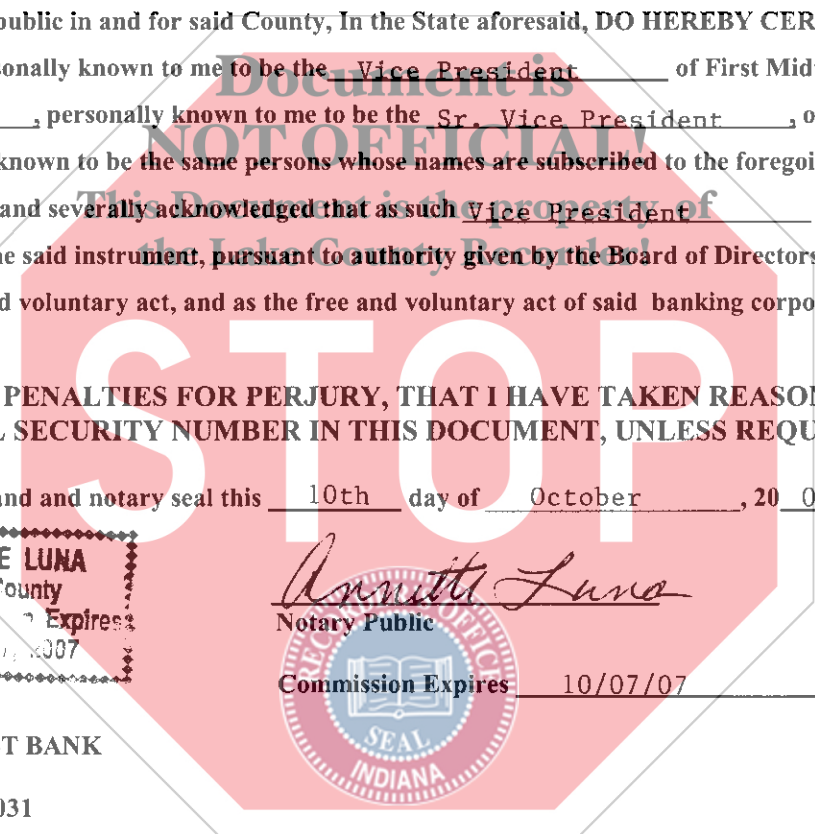 public in and for said County, In the State aforesaid, DO HEREBY CER
sonally known to me to be the Vice President of First Mid
Document is
, personally known to me to be the Sr. Vice President , o
NOT OFFICIAL!
known to be the same persons whose names are subscribed to the foregoi
and severally acknowledged that as such Vice President
This Document is the property of
e said instrument, pursuant to authority given by the Board of Directors
the Lake County Recorder!
d voluntary act, and as the free and voluntary act of said banking corpo
STOP
PENALTIES FOR PERJURY, THAT I HAVE TAKEN REASON
L SECURITY NUMBER IN THIS DOCUMENT, UNLESS REQU
and and notary seal this 10th day of October , 20 0
E LUNA
County
Expires
2007
Annette Luna
Notary Public
Commission Expires 10/07/07
RECORDER'S OFFICE
SEAL
INDIANA
T BANK
031